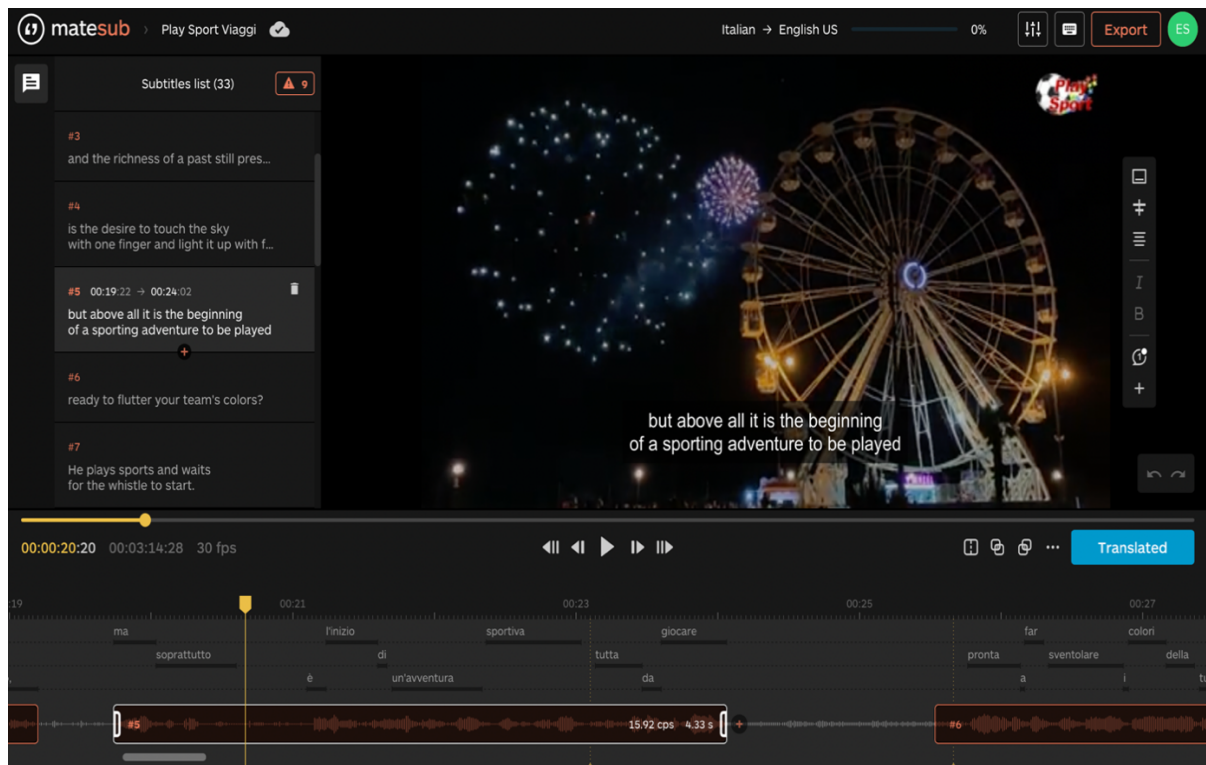 matesub
Play Sport Viaggi
Italian → English US
0%
Export
ES
Subtitles list (33)
9
#3
and the richness of a past still pres...
#4
is the desire to touch the sky
with one finger and light it up with f...
#5 00:19:22 → 00:24:02
but above all it is the beginning
of a sporting adventure to be played
#6
ready to flutter your team's colors?
#7
He plays sports and waits
for the whistle to start.
Play
Sport
but above all it is the beginning
of a sporting adventure to be played
I
B
00:00:20:20 00:03:14:28 30 fps
Translated
:19 00:21 00:23 00:25 00:27
ma l'inizio sportiva giocare far colori
soprattutto di tutta pronta sventolare della
è un'avventura da a i tu
#5 15.92 cps 4.33 s #6